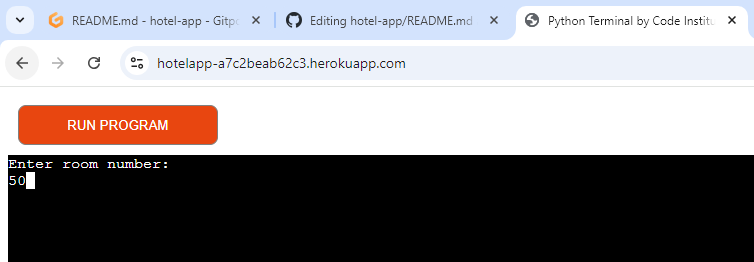 README.md - hotel-app - Gitpo
Editing hotel-app/README.md
Python Terminal by Code Institu
hotelapp-a7c2beab62c3.herokuapp.com
RUN PROGRAM
Enter room number:
50